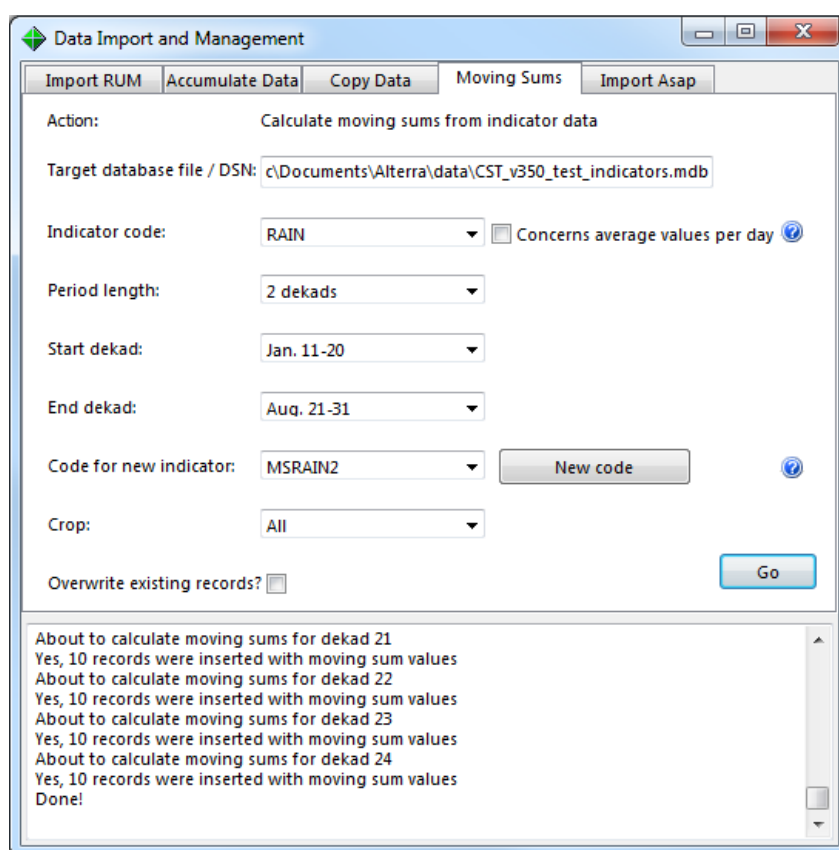 Data Import and Management
Import RUM Accumulate Data Copy Data Moving Sums Import Asap
Action: Calculate moving sums from indicator data
Target database file / DSN: c\Documents\Alterra\data\CST_v350_test_indicators.mdb
Indicator code: RAIN Concerns average values per day ?
Period length: 2 dekads
Start dekad: Jan. 11-20
End dekad: Aug. 21-31
Code for new indicator: MSRAIN2 New code ?
Crop: All
Overwrite existing records? Go
About to calculate moving sums for dekad 21
Yes, 10 records were inserted with moving sum values
About to calculate moving sums for dekad 22
Yes, 10 records were inserted with moving sum values
About to calculate moving sums for dekad 23
Yes, 10 records were inserted with moving sum values
About to calculate moving sums for dekad 24
Yes, 10 records were inserted with moving sum values
Done!